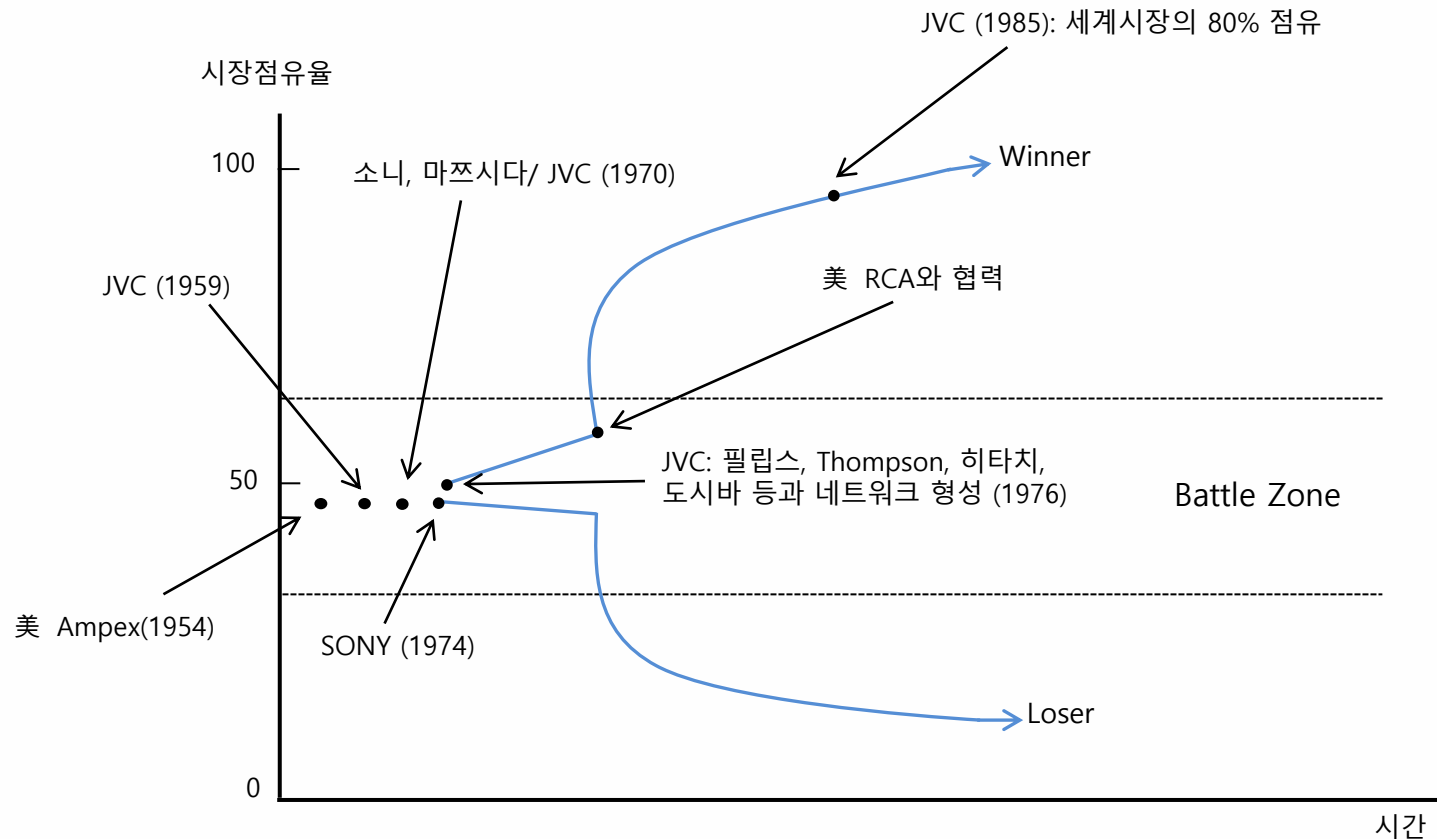 JVC (1985): 세계시장의 80% 점유
시장점유율
100
소니, 마쯔시다/ JVC (1970)
Winner
JVC (1959)
美 RCA와 협력
50
JVC: 필립스, Thompson, 히타치,
도시바 등과 네트워크 형성 (1976)
Battle Zone
美 Ampex(1954)
SONY (1974)
Loser
0
시간